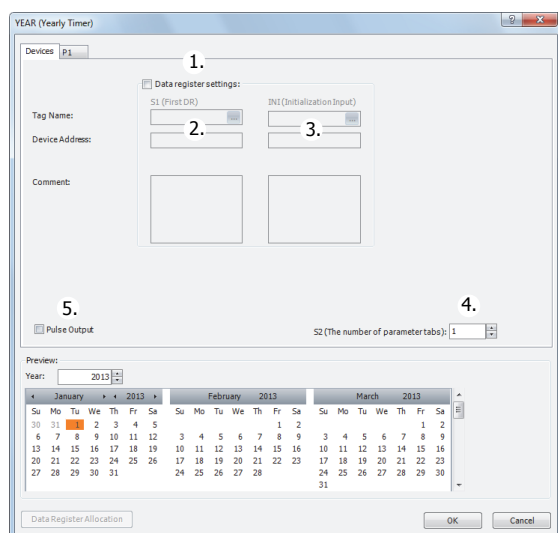 YEAR (Yearly Timer)
Devices P1
1.
Data register settings:
S1 (First DR) INI (Initialization Input)
Tag Name: ... ...
2. 3.
Device Address:
Comment:
5. 4.
Pulse Output S2 (The number of parameter tabs): 1
Preview:
Year: 2013
January 2013 February 2013 March 2013
Su Mo Tu We Th Fr Sa Su Mo Tu We Th Fr Sa Su Mo Tu We Th Fr Sa
30 31 1 2 3 4 5 1 2 1 2
6 7 8 9 10 11 12 3 4 5 6 7 8 9 3 4 5 6 7 8 9
13 14 15 16 17 18 19 10 11 12 13 14 15 16 10 11 12 13 14 15 16
20 21 22 23 24 25 26 17 18 19 20 21 22 23 17 18 19 20 21 22 23
27 28 29 30 31 24 25 26 27 28 24 25 26 27 28 29 30
31
Data Register Allocation OK Cancel